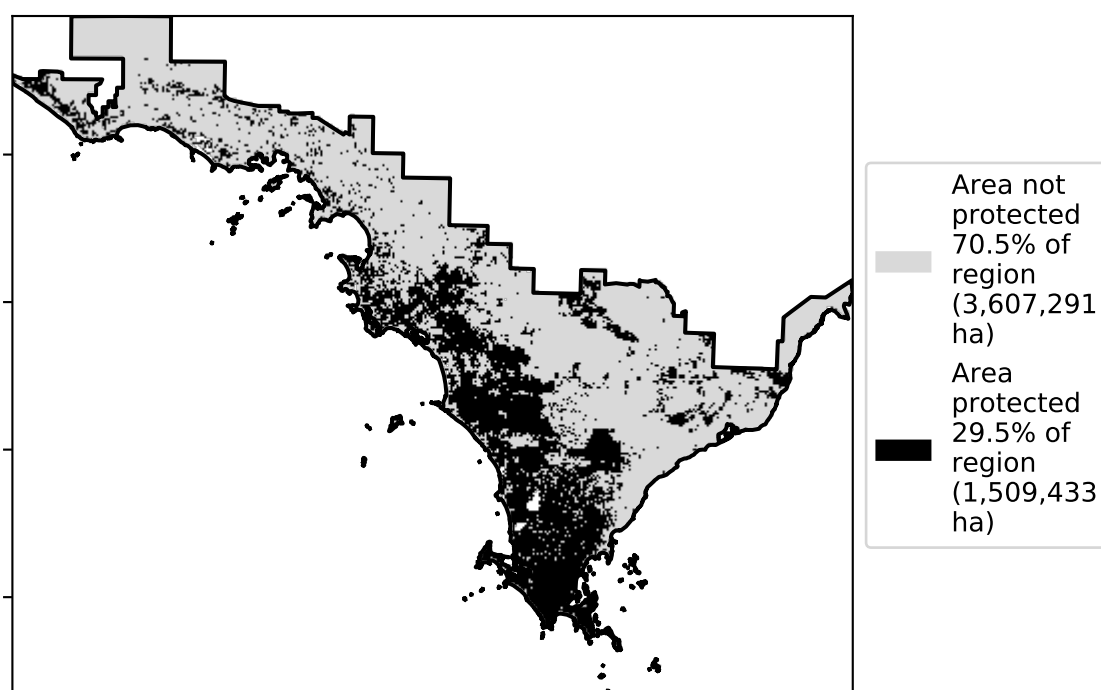 Area not
protected
70.5% of
region
(3,607,291
ha)
Area
protected
29.5% of
region
(1,509,433
ha)